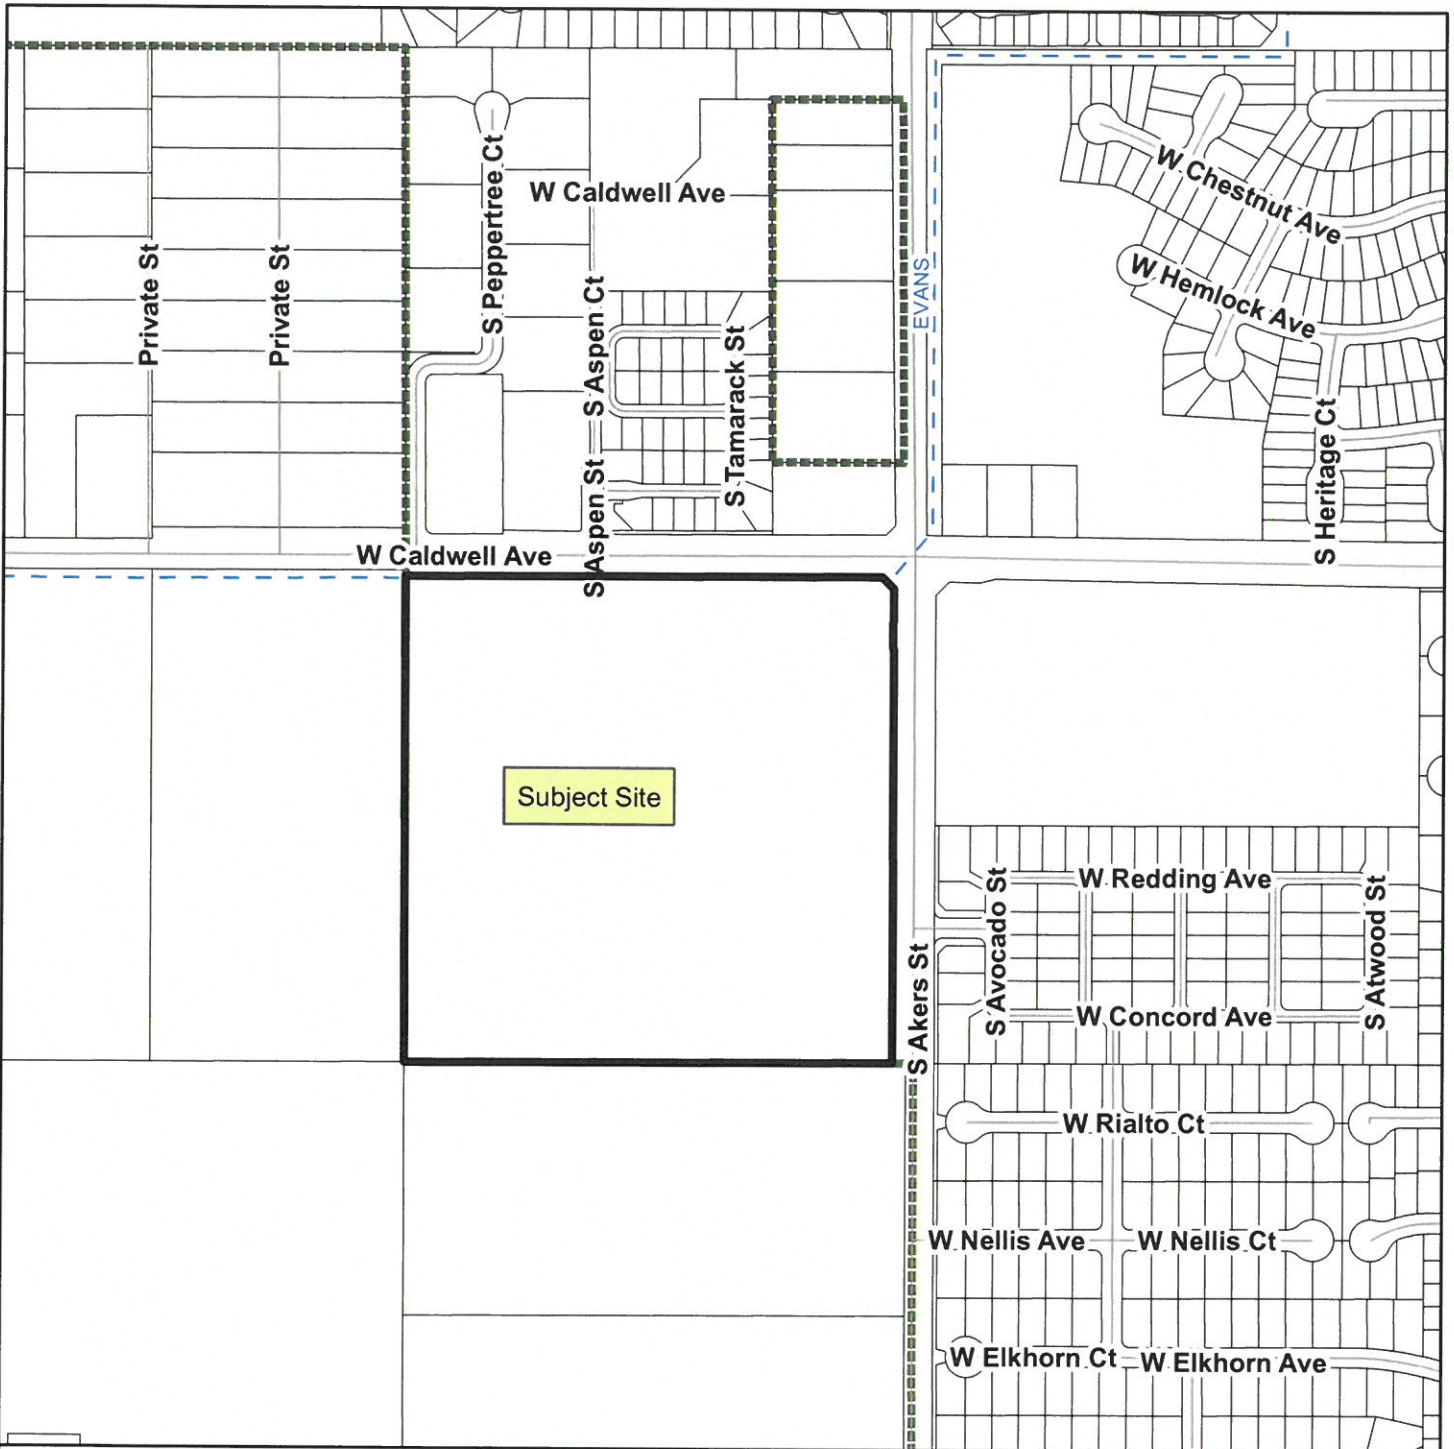 W Chestnut Ave
S Peppertree Ct
W Caldwell Ave
Private St
Private St
EVANS
W Hemlock Ave
S Aspen Ct
S Tamarack St
S Heritage Ct
S Aspen St
W Caldwell Ave
Subject Site
S Avocado St
W Redding Ave
S Atwood St
S Akers St
W Concord Ave
W Rialto Ct
W Nellis Ave
W Nellis Ct
W Elkhorn Ct
W Elkhorn Ave